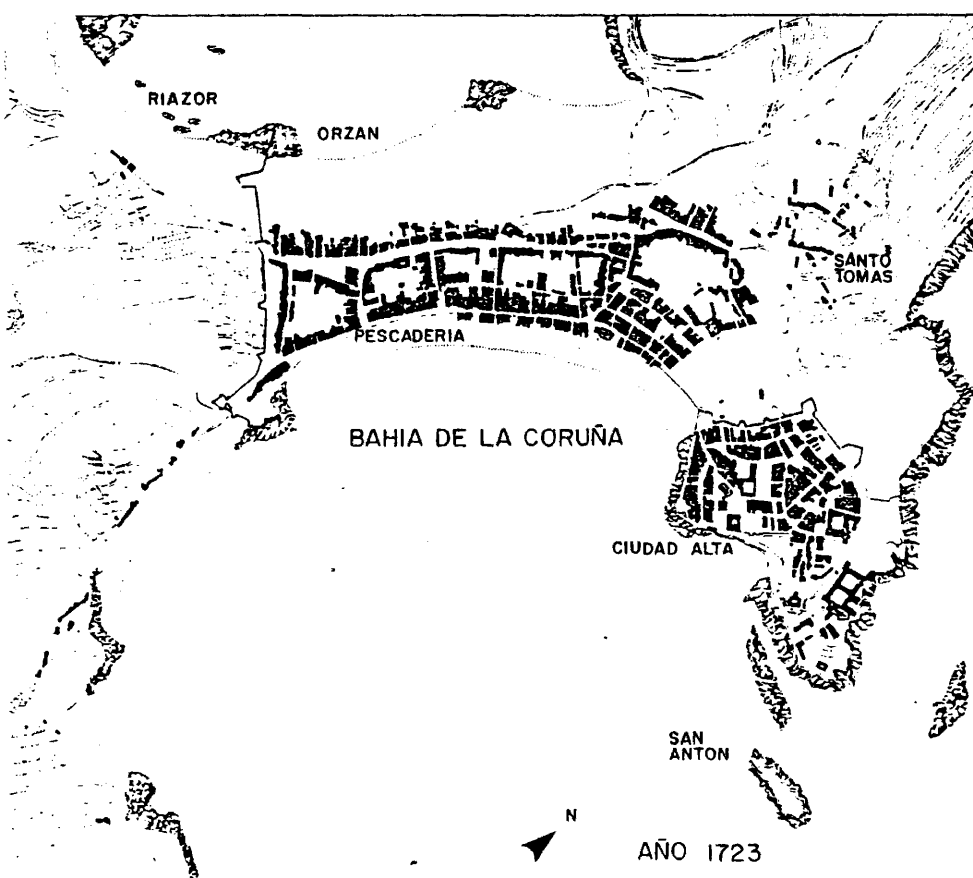 RIAZOR
ORZAN
SANTO
TOMAS
PESCADERIA
BAHIA DE LA CORUÑA
CIUDAD ALTA
SAN
ANTON
N
AÑO 1723